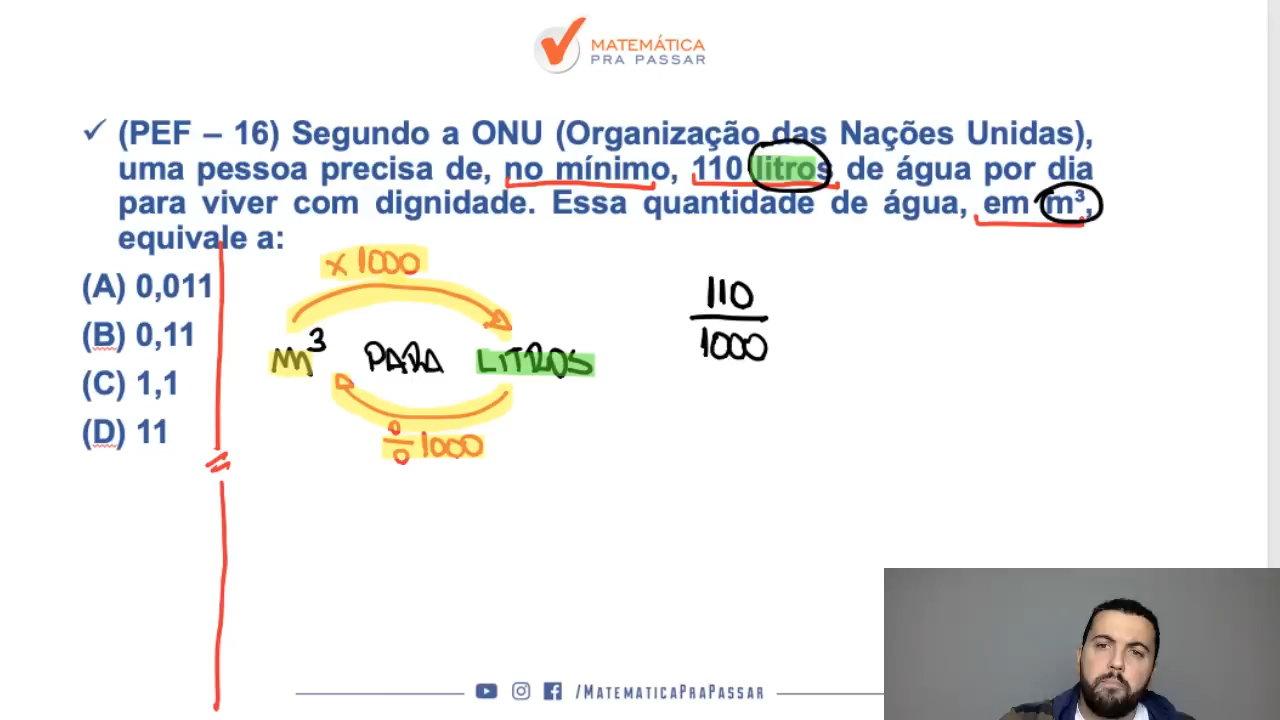 MATEMÁTICA
PRA PASSAR
✓ (PEF – 16) Segundo a ONU (Organização das Nações Unidas),
uma pessoa precisa de, no mínimo, 110 litros de água por dia
para viver com dignidade. Essa quantidade de água, em m³,
equivale a:
(A) 0,011
(B) 0,11
(C) 1,1
(D) 11
× 1000
m³ PARA LITROS
÷ 1000
110
1000
/MATEMATICAPRAPASSAR